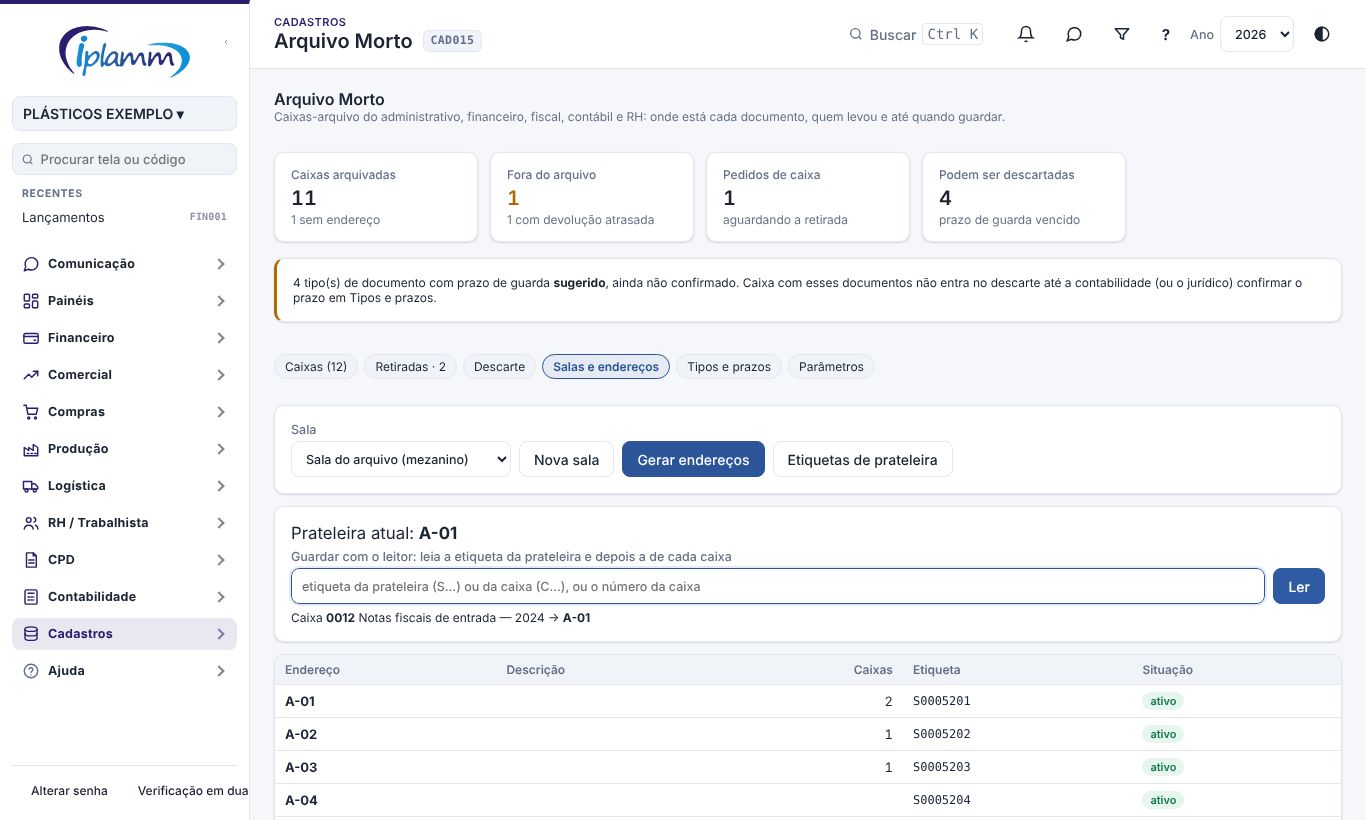 iplamm
PLÁSTICOS EXEMPLO ▾
Procurar tela ou código
RECENTES
Lançamentos FIN001
Comunicação
Painéis
Financeiro
Comercial
Compras
Produção
Logística
RH / Trabalhista
CPD
Contabilidade
Cadastros
Ajuda
Alterar senha Verificação em dua
CADASTROS
Arquivo Morto CAD015
Buscar Ctrl K
? Ano 2026
Arquivo Morto
Caixas-arquivo do administrativo, financeiro, fiscal, contábil e RH: onde está cada documento, quem levou e até quando guardar.
Caixas arquivadas
11
1 sem endereço
Fora do arquivo
1
1 com devolução atrasada
Pedidos de caixa
1
aguardando a retirada
Podem ser descartadas
4
prazo de guarda vencido
4 tipo(s) de documento com prazo de guarda sugerido, ainda não confirmado. Caixa com esses documentos não entra no descarte até a contabilidade (ou o jurídico) confirmar o
prazo em Tipos e prazos.
Caixas (12) Retiradas · 2 Descarte Salas e endereços Tipos e prazos Parâmetros
Sala
Sala do arquivo (mezanino) Nova sala Gerar endereços Etiquetas de prateleira
Prateleira atual: A-01
Guardar com o leitor: leia a etiqueta da prateleira e depois a de cada caixa
etiqueta da prateleira (S...) ou da caixa (C...), ou o número da caixa Ler
Caixa 0012 Notas fiscais de entrada — 2024 → A-01
Endereço Descrição Caixas Etiqueta Situação
A-01 2 S0005201 ativo
A-02 1 S0005202 ativo
A-03 1 S0005203 ativo
A-04 S0005204 ativo